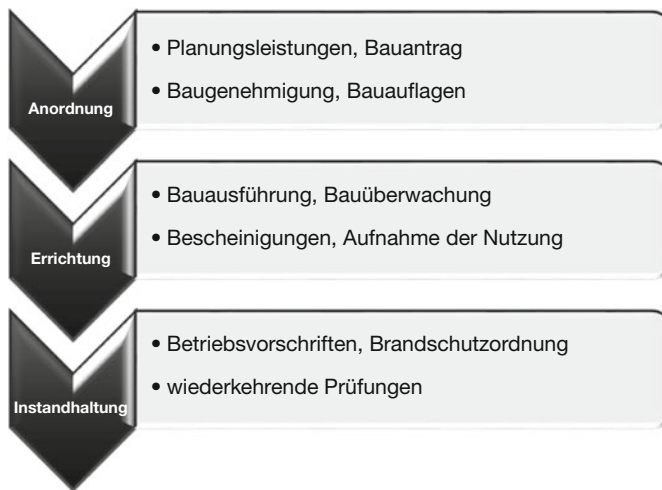 Anordnung
• Planungsleistungen, Bauantrag
• Baugenehmigung, Bauauflagen
Errichtung
• Bauausführung, Bauüberwachung
• Bescheinigungen, Aufnahme der Nutzung
Instandhaltung
• Betriebsvorschriften, Brandschutzordnung
• wiederkehrende Prüfungen